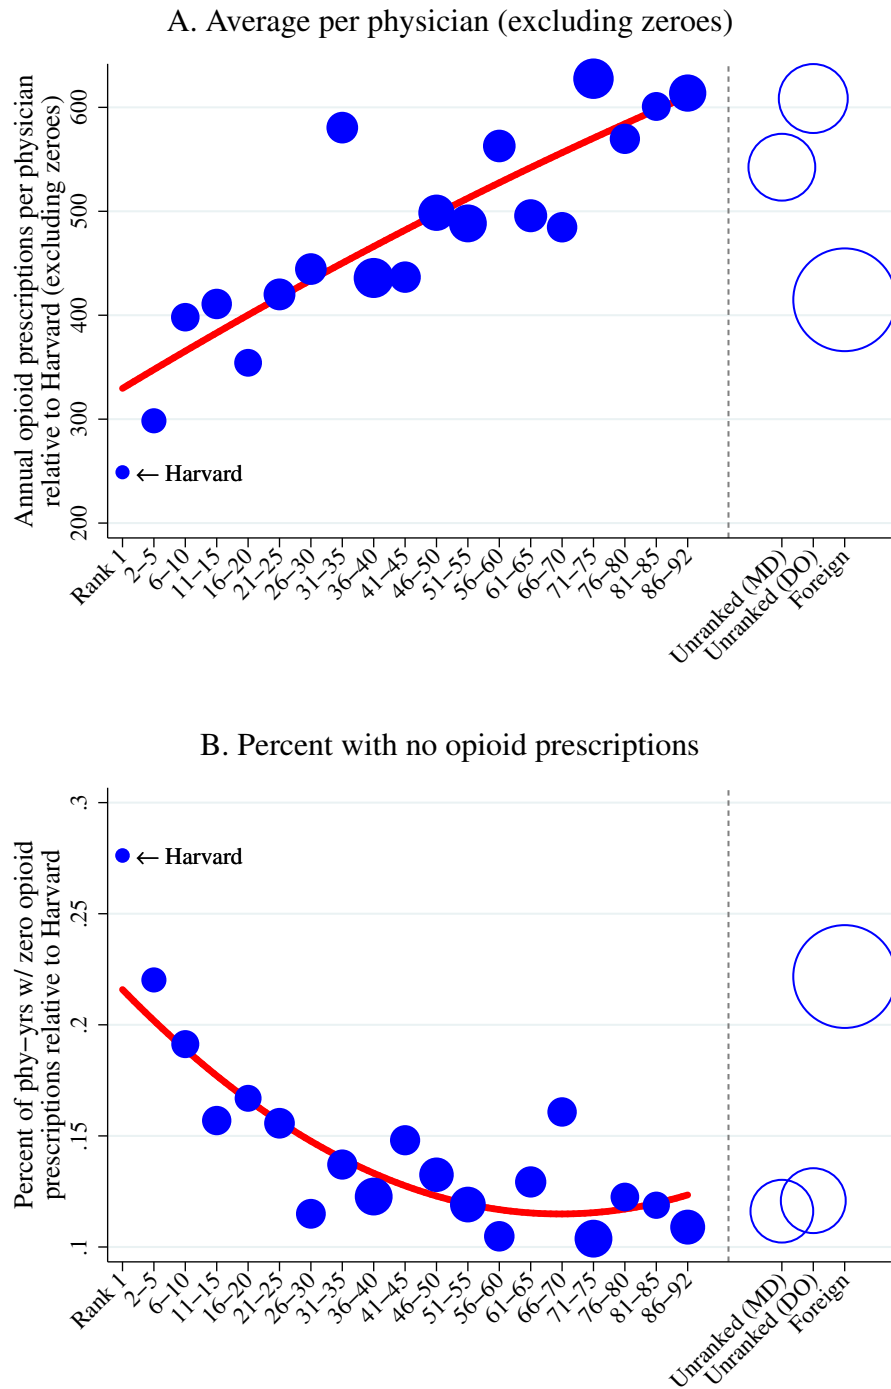 A. Average per physician (excluding zeroes)
Annual opioid prescriptions per physician
relative to Harvard (excluding zeroes)
600
500
400
300
200
← Harvard
Rank 1
2−5
6−10
11−15
16−20
21−25
26−30
31−35
36−40
41−45
46−50
51−55
56−60
61−65
66−70
71−75
76−80
81−85
86−92
Unranked (MD)
Unranked (DO)
Foreign
B. Percent with no opioid prescriptions
Percent of phy−yrs w/ zero opioid
prescriptions relative to Harvard
.3
.25
.2
.15
.1
← Harvard
Rank 1
2−5
6−10
11−15
16−20
21−25
26−30
31−35
36−40
41−45
46−50
51−55
56−60
61−65
66−70
71−75
76−80
81−85
86−92
Unranked (MD)
Unranked (DO)
Foreign